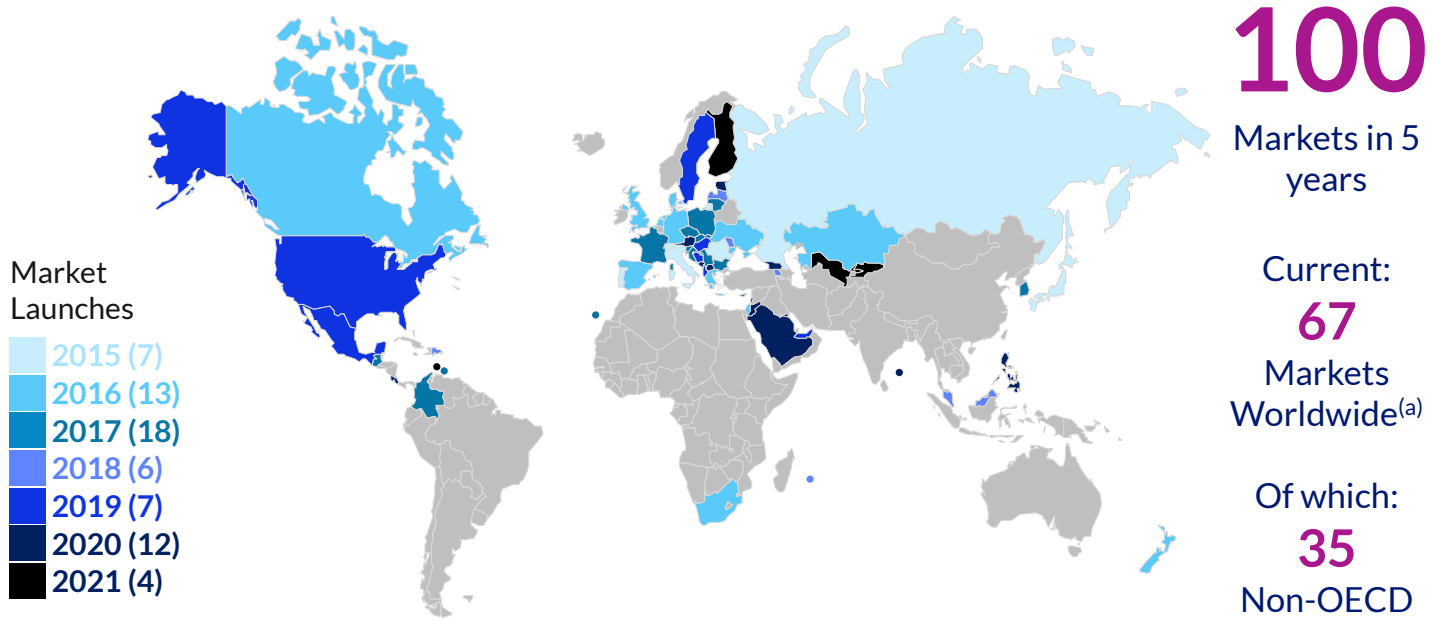 Market
Launches
2015 (7)
2016 (13)
2017 (18)
2018 (6)
2019 (7)
2020 (12)
2021 (4)
100
Markets in 5
years
Current:
67
Markets
Worldwide(a)
Of which:
35
Non-OECD